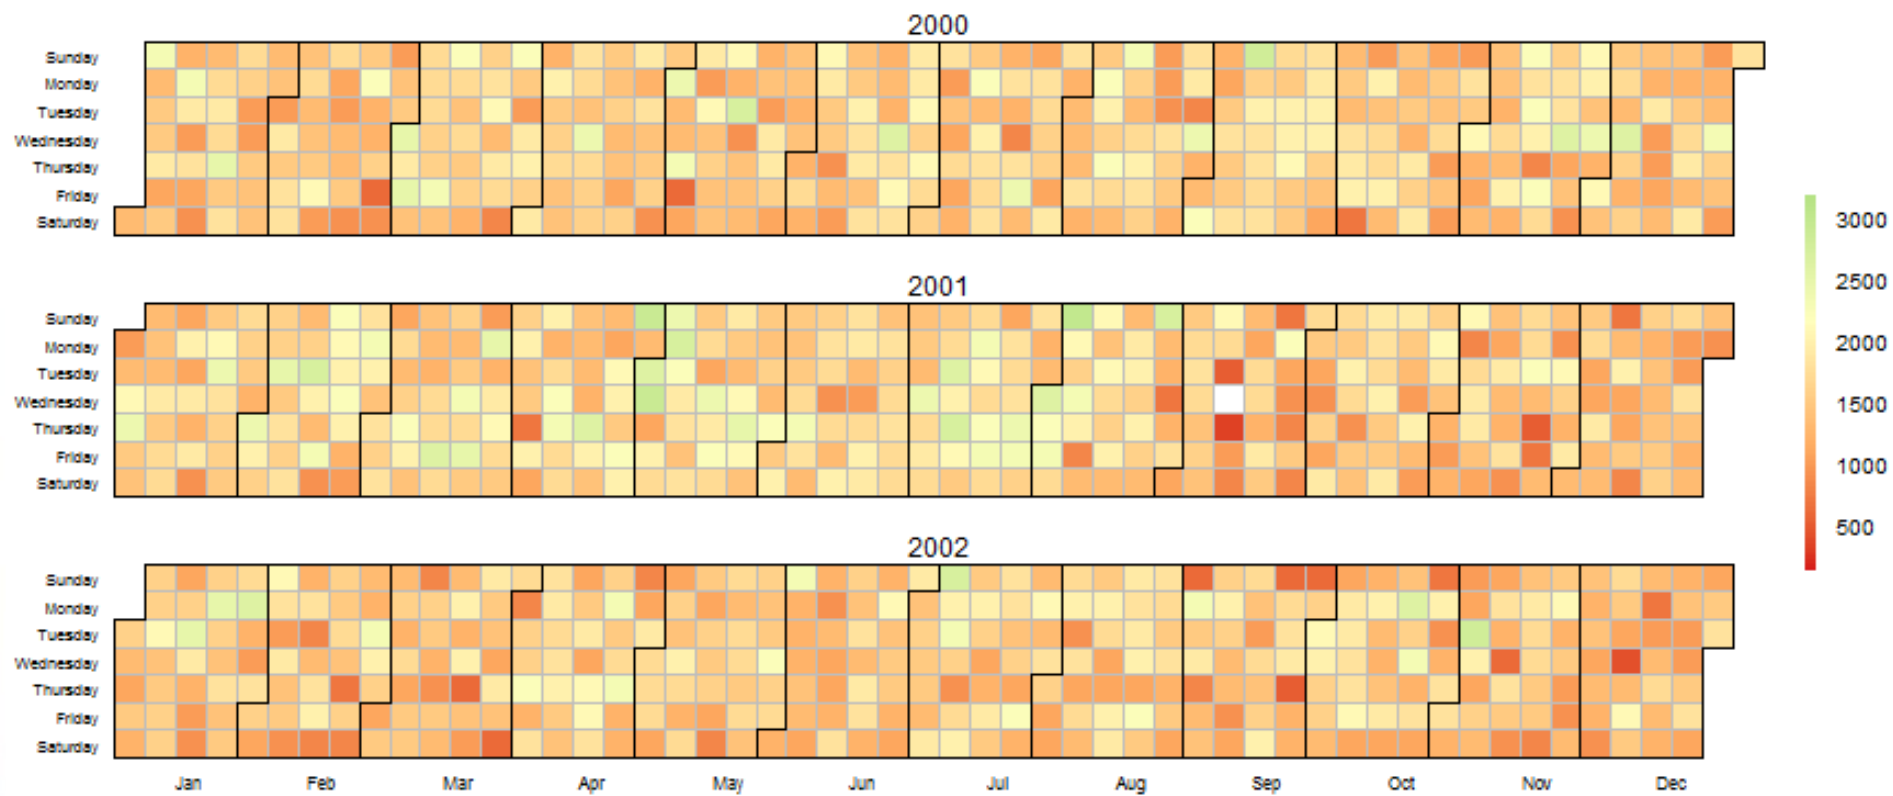 2000
Sunday
Monday
Tuesday
Wednesday
Thursday
Friday
Saturday
2001
Sunday
Monday
Tuesday
Wednesday
Thursday
Friday
Saturday
2002
Sunday
Monday
Tuesday
Wednesday
Thursday
Friday
Saturday
Jan Feb Mar Apr May Jun Jul Aug Sep Oct Nov Dec
3000
2500
2000
1500
1000
500